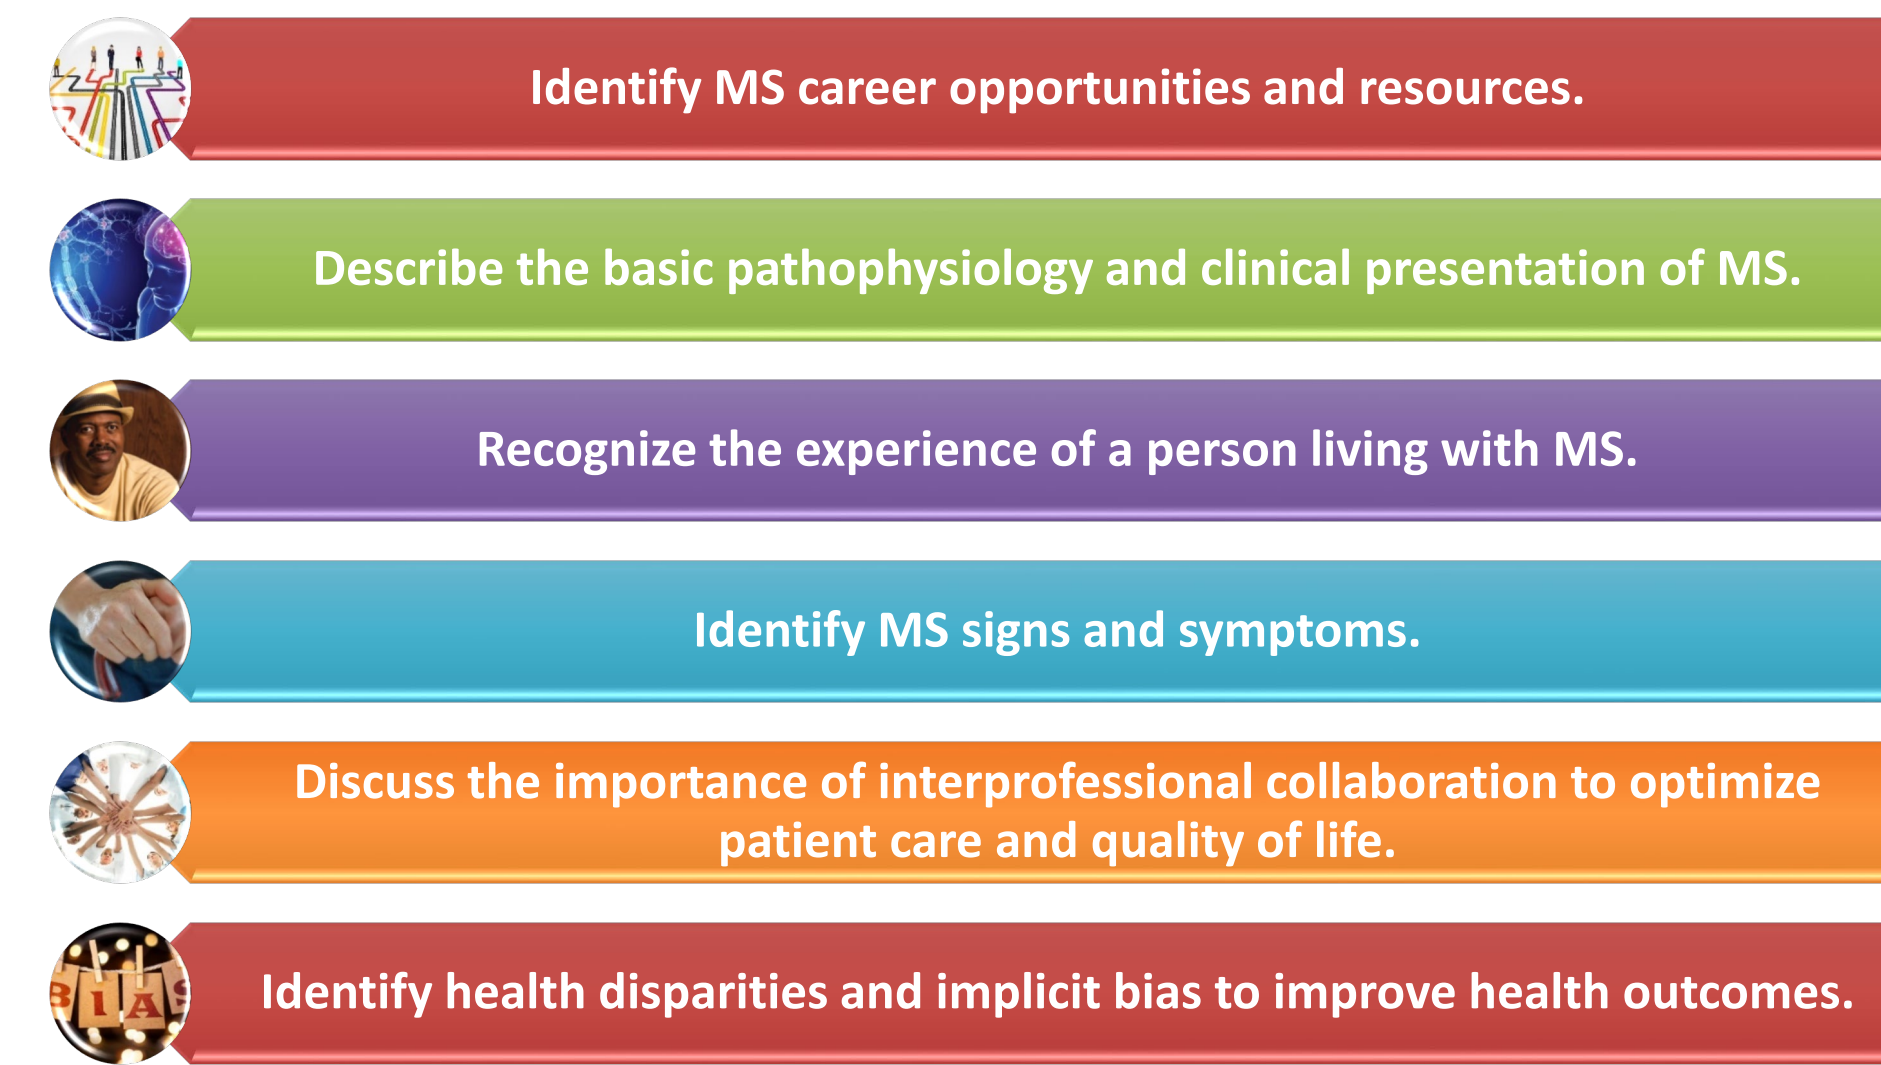 Identify MS career opportunities and resources.
Describe the basic pathophysiology and clinical presentation of MS.
Recognize the experience of a person living with MS.
Identify MS signs and symptoms.
Discuss the importance of interprofessional collaboration to optimize
patient care and quality of life.
BIAS
Identify health disparities and implicit bias to improve health outcomes.